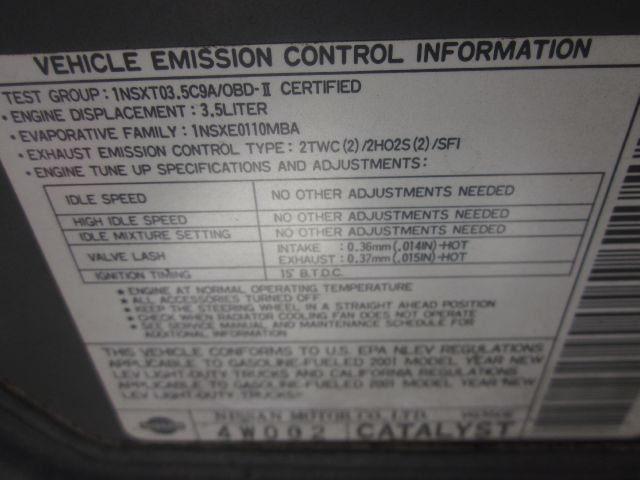 VEHICLE EMISSION CONTROL INFORMATION
TEST GROUP: 1NSXT03.5C9A/OBD-II CERTIFIED
• ENGINE DISPLACEMENT: 3.5LITER
• EVAPORATIVE FAMILY: 1NSXE0110MBA
• EXHAUST EMISSION CONTROL TYPE: 2TWC(2)/2HO2S(2)/SFI
• ENGINE TUNE UP SPECIFICATIONS AND ADJUSTMENTS
IDLE SPEED NO OTHER ADJUSTMENTS NEEDED
HIGH IDLE SPEED NO OTHER ADJUSTMENTS NEEDED
IDLE MIXTURE SETTING NO OTHER ADJUSTMENTS NEEDED
VALVE LASH INTAKE : 0.36mm(.014IN)-HOT
EXHAUST: 0.37mm(.015IN)-HOT
IGNITION TIMING 15° B.T.D.C.
• ENGINE AT NORMAL OPERATING TEMPERATURE
• ALL ACCESSORIES TURNED OFF
• KEEP THE STEERING WHEEL IN A STRAIGHT AHEAD POSITION
• CHECK WHEN RADIATOR COOLING FAN DOES NOT OPERATE
• SEE SERVICE MANUAL AND MAINTENANCE SCHEDULE FOR
ADDITIONAL INFORMATION
THIS VEHICLE CONFORMS TO U.S. EPA NLEV REGULATIONS
APPLICABLE TO GASOLINE-FUELED 2001 MODEL YEAR NEW
LEV LIGHT-DUTY TRUCKS AND CALIFORNIA REGULATIONS
APPLICABLE TO GASOLINE-FUELED 2001 MODEL YEAR NEW
LEV LIGHT-DUTY TRUCKS.
NISSAN MOTOR CO., LTD.
4W002 CATALYST